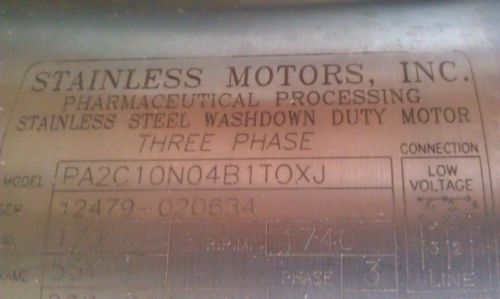 STAINLESS MOTORS, INC.
PHARMACEUTICAL PROCESSING
STAINLESS STEEL WASHDOWN DUTY MOTOR
THREE PHASE
CONNECTION
MODEL PA2C10N04B1TOXJ
LOW
VOLTAGE
SER 12479-020634
R.P.M. 1740
PHASE 3
LINE